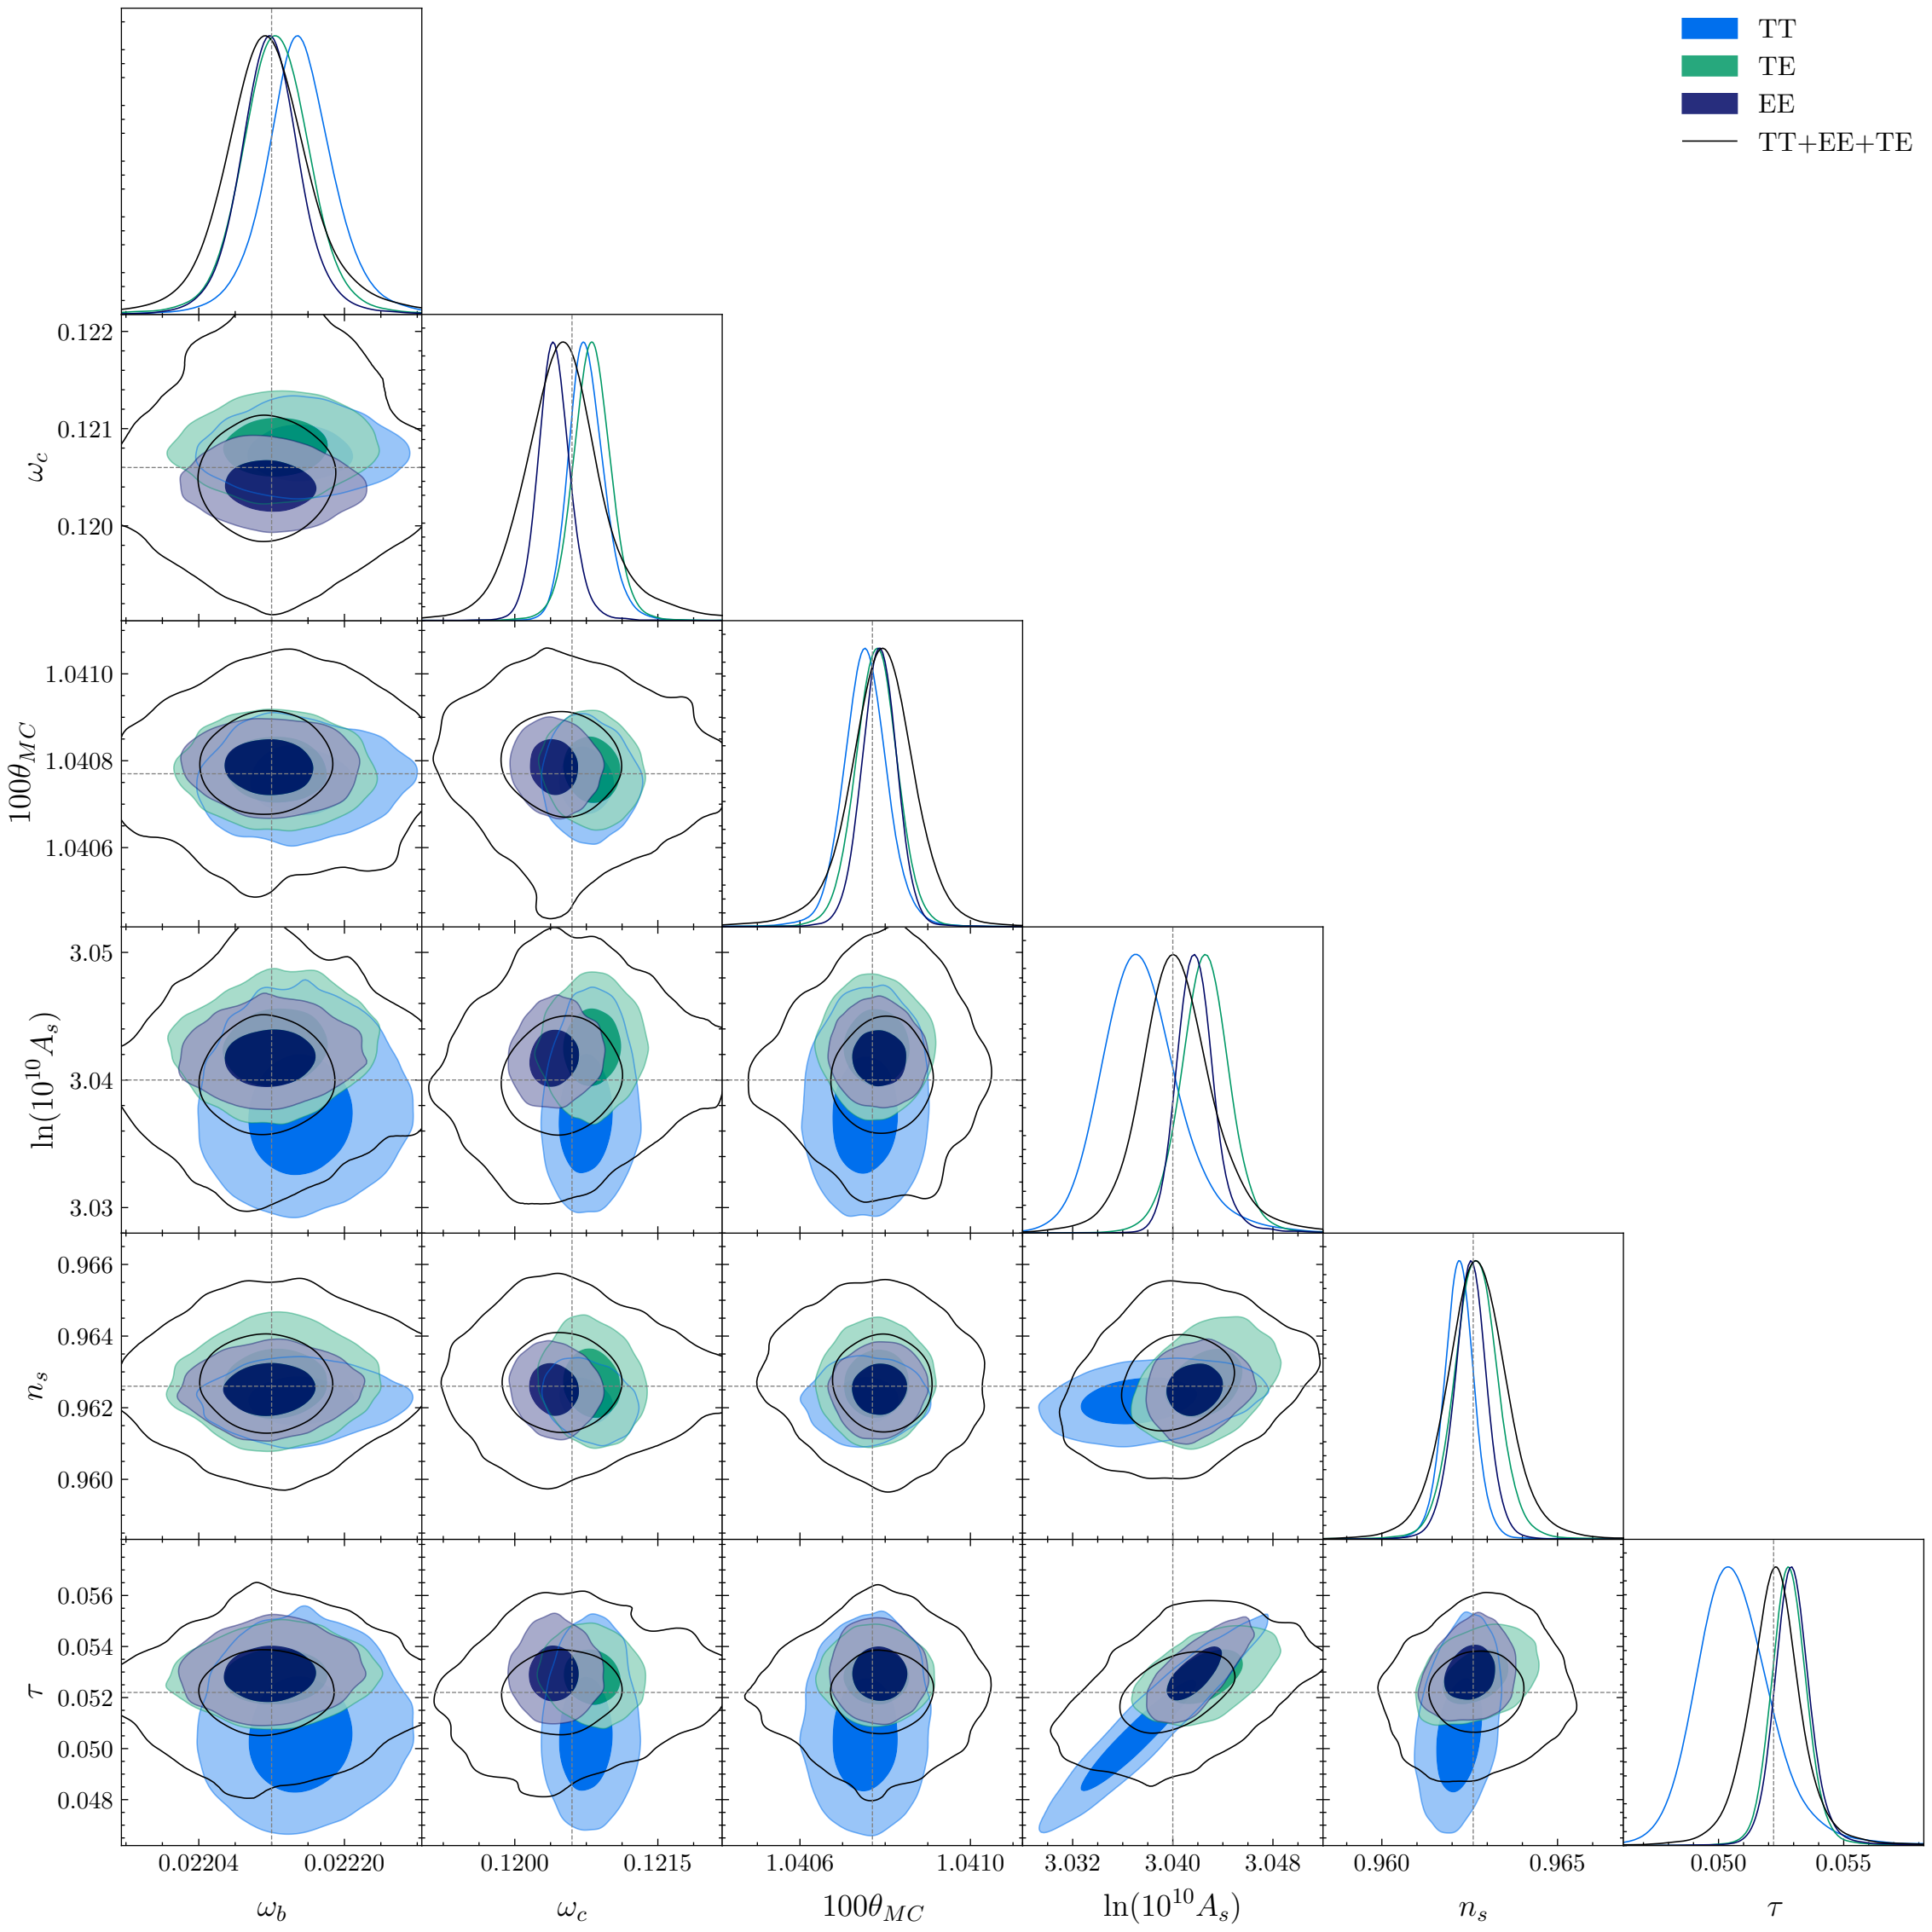 TT
TE
EE
TT+EE+TE
0.122
0.121
0.120
ω_c
1.0410
1.0408
1.0406
100θ_{MC}
3.05
3.04
3.03
ln(10^{10}A_s)
0.966
0.964
0.962
0.960
n_s
0.056
0.054
0.052
0.050
0.048
τ
0.02204 0.02220 0.1200 0.1215 1.0406 1.0410 3.032 3.040 3.048 0.960 0.965 0.050 0.055
ω_b ω_c 100θ_{MC} ln(10^{10}A_s) n_s τ